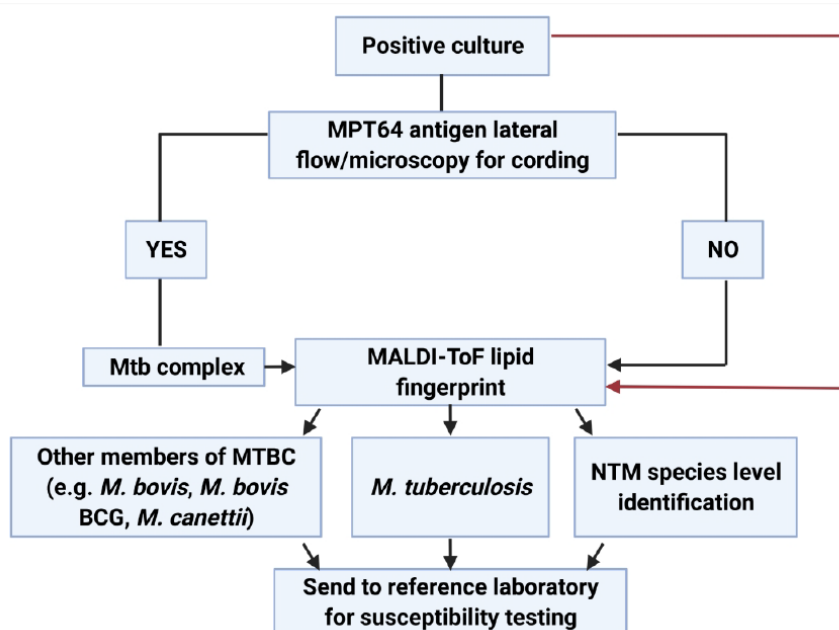 Positive culture
MPT64 antigen lateral
flow/microscopy for cording
YES
NO
Mtb complex
MALDI-ToF lipid
fingerprint
Other members of MTBC
(e.g. M. bovis, M. bovis
BCG, M. canettii)
M. tuberculosis
NTM species level
identification
Send to reference laboratory
for susceptibility testing